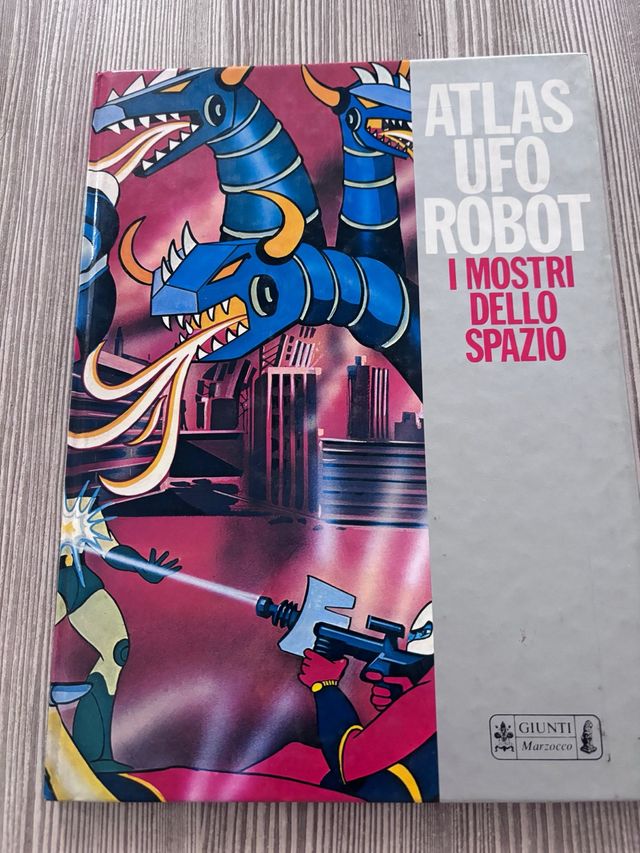 ATLAS
UFO
ROBOT
I MOSTRI
DELLO
SPAZIO
GIUNTI
Marzocco